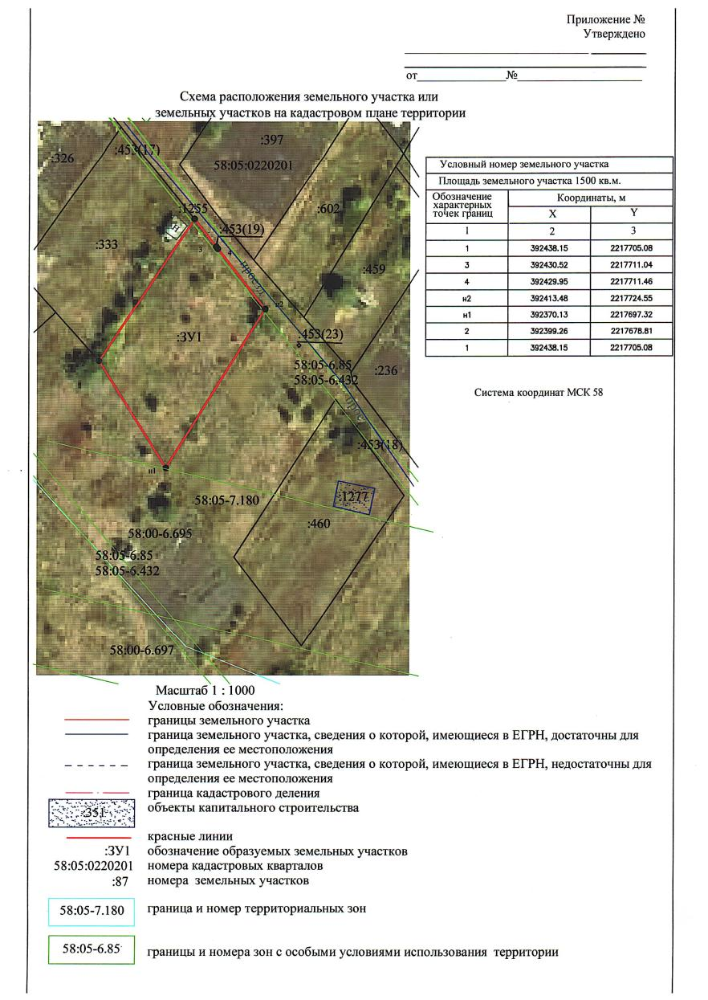 Приложение №
Утверждено
от №
Схема расположения земельного участка или
земельных участков на кадастровом плане территории
:326
:453(17)
:397
58:05:0220201
:1255
:602
:453(19)
Н
:333
3
4
проезд
:459
н2
:ЗУ1
:453(23)
58:05-6.85
58:05-6.432
:236
:453(18)
н1
58:05-7.180
:1277
:460
58:00-6.695
58:05-6.85
58:05-6.432
58:00-6.697
Условный номер земельного участка
Площадь земельного участка 1500 кв.м.
Обозначение характерных точек границ Координаты, м
X Y
1 2 3
1 392438.15 2217705.08
3 392430.52 2217711.04
4 392429.95 2217711.46
н2 392413.48 2217724.55
н1 392370.13 2217697.32
2 392399.26 2217678.81
1 392438.15 2217705.08
Система координат МСК 58
Масштаб 1 : 1000
Условные обозначения:
границы земельного участка
граница земельного участка, сведения о которой, имеющиеся в ЕГРН, достаточны для
определения ее местоположения
граница земельного участка, сведения о которой, имеющиеся в ЕГРН, недостаточны для
определения ее местоположения
граница кадастрового деления
:351 объекты капитального строительства
красные линии
:ЗУ1 обозначение образуемых земельных участков
58:05:0220201 номера кадастровых кварталов
:87 номера земельных участков
58:05-7.180 граница и номер территориальных зон
58:05-6.85 границы и номера зон с особыми условиями использования территории